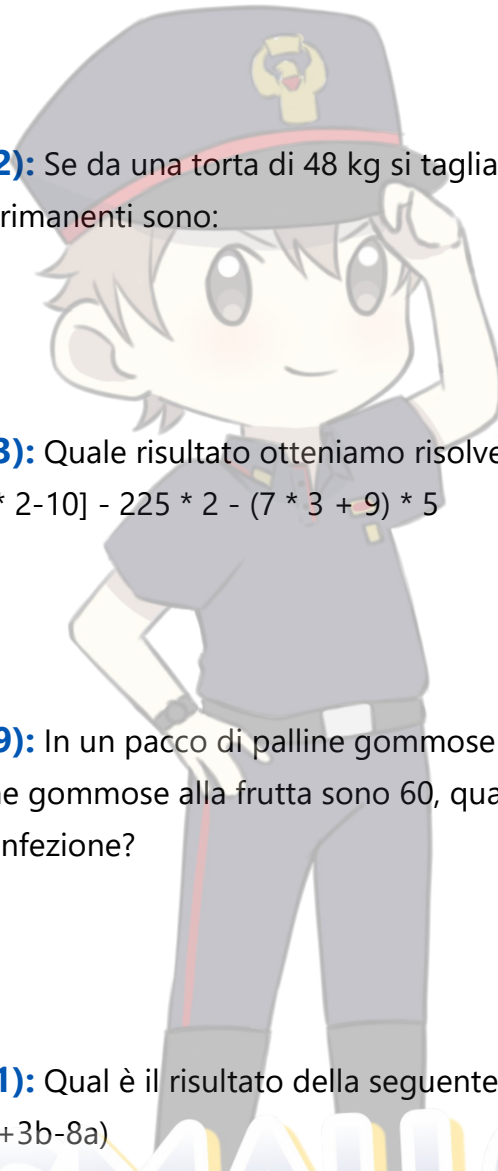 2): Se da una torta di 48 kg si taglia
rimanenti sono:
3): Quale risultato otteniamo risolve
* 2-10] - 225 * 2 - (7 * 3 + 9) * 5
9): In un pacco di palline gommose
ne gommose alla frutta sono 60, qua
nfezione?
1): Qual è il risultato della seguente
+3b-8a)